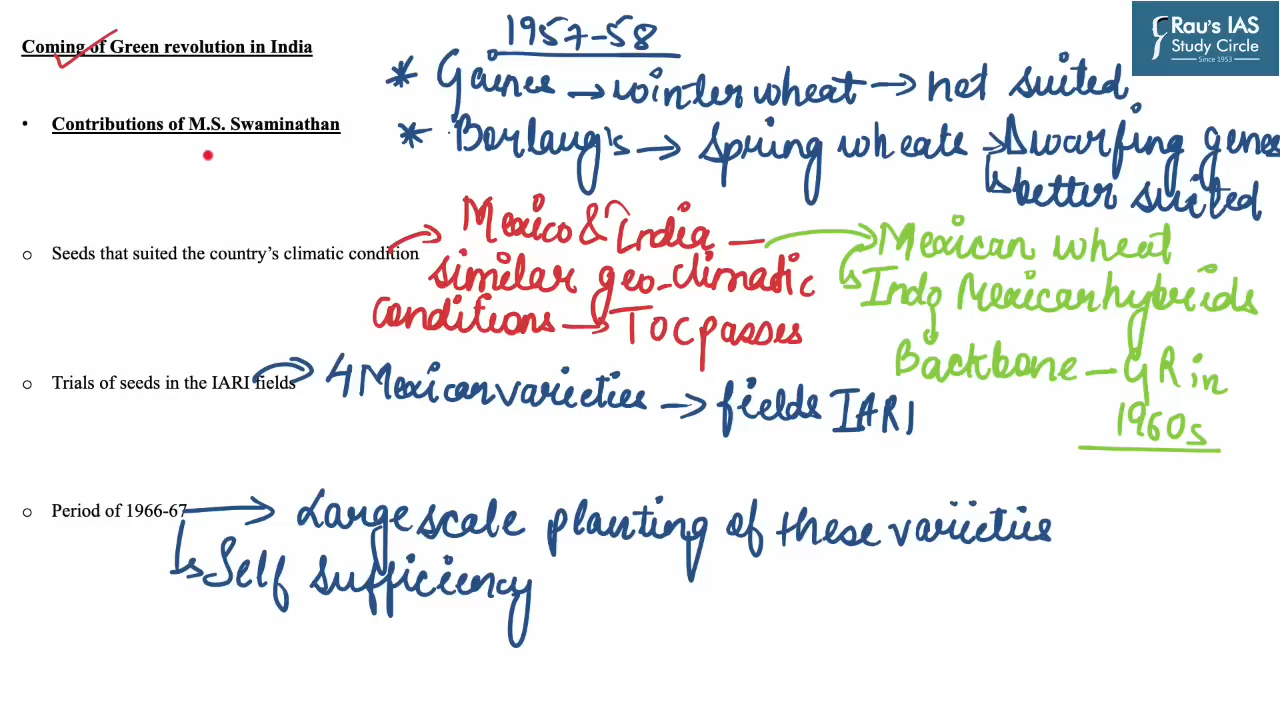 Rau's IAS
Study Circle
Since 1953
Coming of Green revolution in India
1957-58
* Gaines → winter wheat → not suited
• Contributions of M.S. Swaminathan
* Borlaug's → spring wheats → Dwarfing genes
better suited
o Seeds that suited the country's climatic condition
Mexico & India —
similar geo-climatic
conditions → TOC passes
Mexican wheat
Indo Mexican hybrids
Backbone – GR in
1960s
o Trials of seeds in the IARI fields
4 Mexican varieties → fields IARI
o Period of 1966-67
Large scale planting of these varieties
Self sufficiency